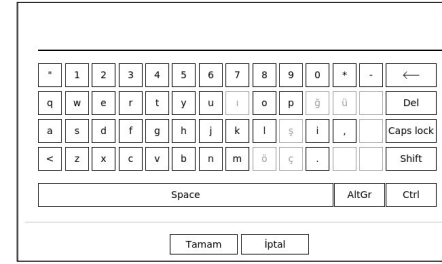 " 1 2 3 4 5 6 7 8 9 0 * - ←
q w e r t y u ı o p ğ ü Del
a s d f g h j k l ş i , Caps lock
< z x c v b n m ö ç . Shift
Space AltGr Ctrl
Tamam İptal